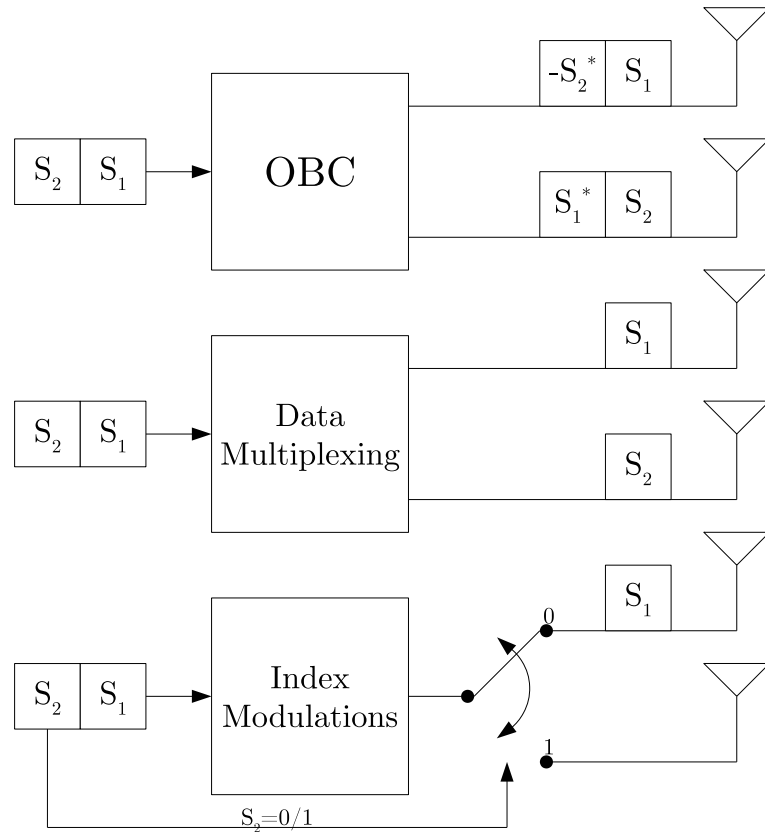 -S₂* S₁
S₂ S₁
OBC
S₁* S₂
S₁
S₂ S₁
Data
Multiplexing
S₂
S₁
0
S₂ S₁
Index
Modulations
1
S₂=0/1